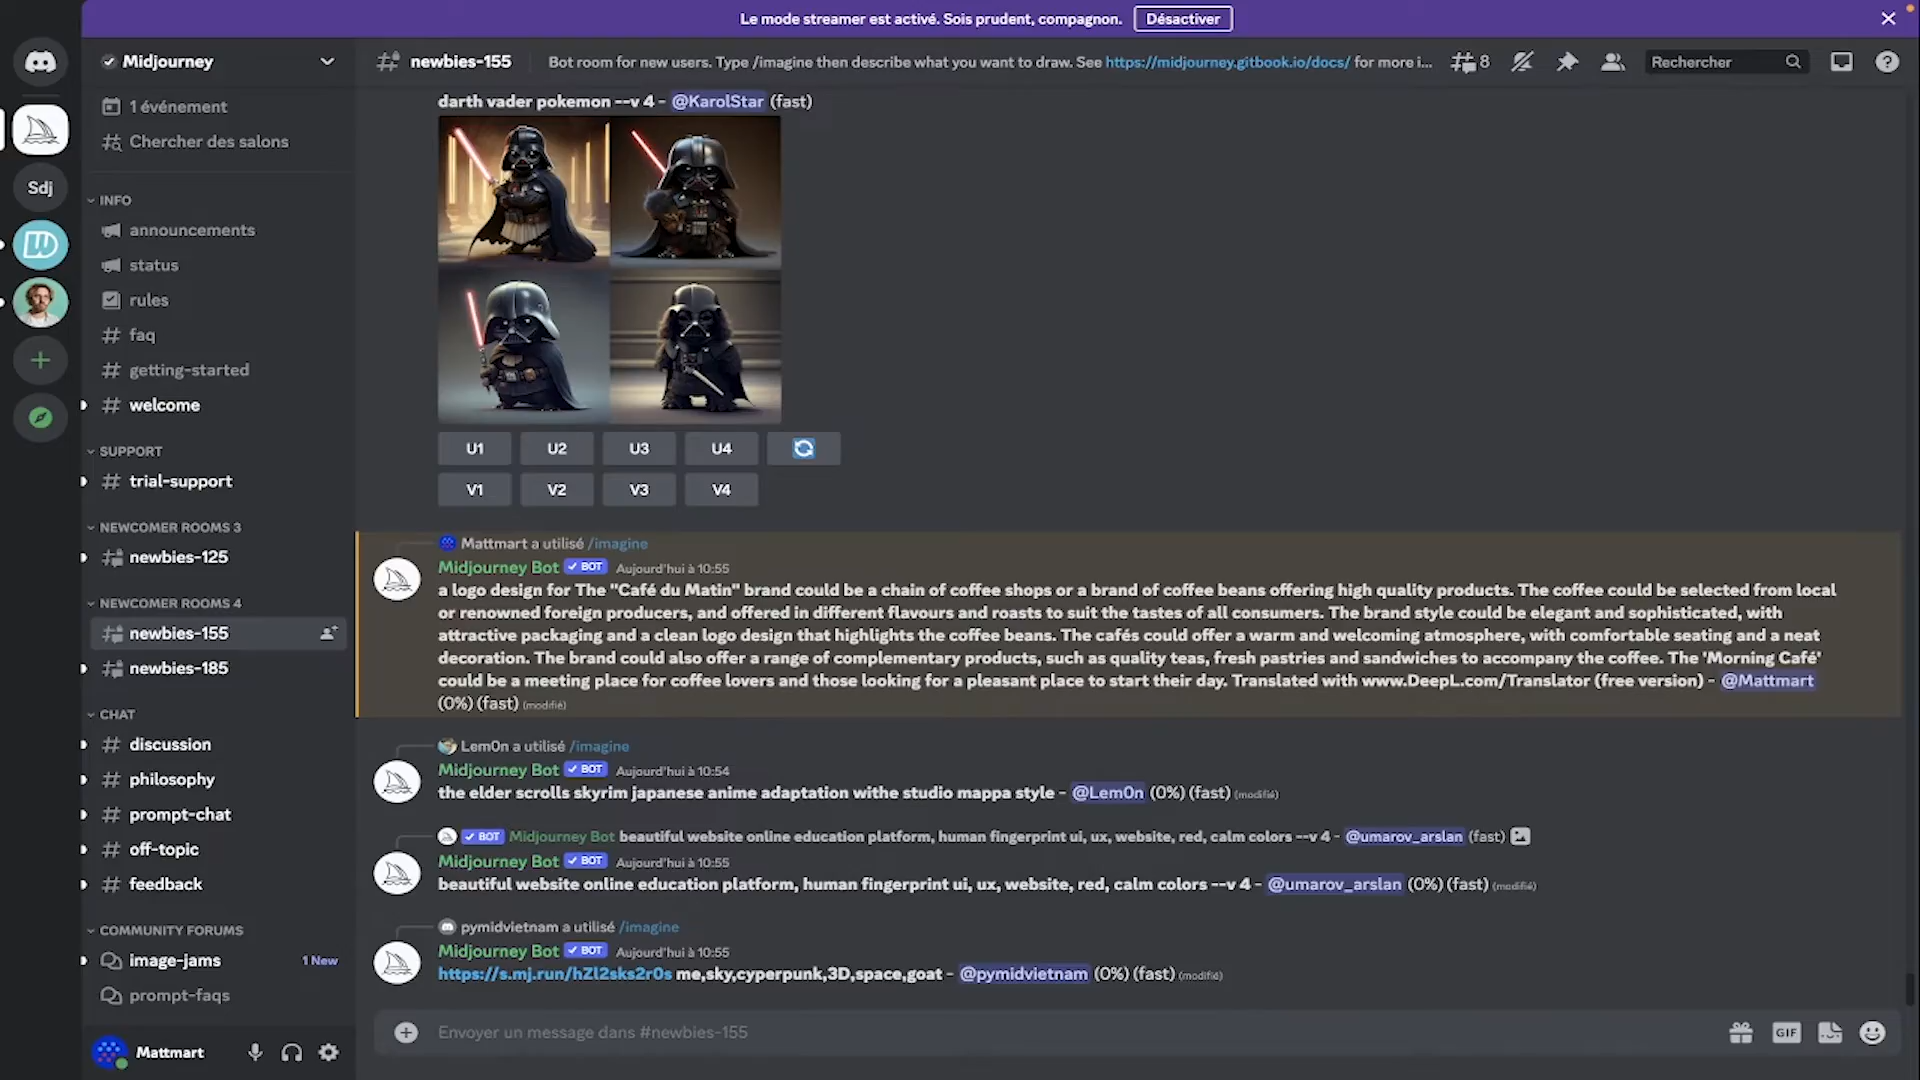 Le mode streamer est activé. Sois prudent, compagnon. Désactiver
Midjourney
newbies-155 Bot room for new users. Type /imagine then describe what you want to draw. See https://midjourney.gitbook.io/docs/ for more i... 8 Rechercher
1 événement
Chercher des salons
Sdj
INFO
announcements
status
rules
faq
getting-started
welcome
SUPPORT
trial-support
NEWCOMER ROOMS 3
newbies-125
NEWCOMER ROOMS 4
newbies-155
newbies-185
CHAT
discussion
philosophy
prompt-chat
off-topic
feedback
COMMUNITY FORUMS
image-jams 1 New
prompt-faqs
Mattmart
darth vader pokemon --v 4 - @KarolStar (fast)
U1 U2 U3 U4
V1 V2 V3 V4
Mattmart a utilisé /imagine
Midjourney Bot BOT Aujourd'hui à 10:55
a logo design for The "Café du Matin" brand could be a chain of coffee shops or a brand of coffee beans offering high quality products. The coffee could be selected from local
or renowned foreign producers, and offered in different flavours and roasts to suit the tastes of all consumers. The brand style could be elegant and sophisticated, with
attractive packaging and a clean logo design that highlights the coffee beans. The cafés could offer a warm and welcoming atmosphere, with comfortable seating and a neat
decoration. The brand could also offer a range of complementary products, such as quality teas, fresh pastries and sandwiches to accompany the coffee. The 'Morning Café'
could be a meeting place for coffee lovers and those looking for a pleasant place to start their day. Translated with www.DeepL.com/Translator (free version) - @Mattmart
(0%) (fast) (modifié)
Lem0n a utilisé /imagine
Midjourney Bot BOT Aujourd'hui à 10:54
the elder scrolls skyrim japanese anime adaptation withe studio mappa style - @Lem0n (0%) (fast) (modifié)
BOT Midjourney Bot beautiful website online education platform, human fingerprint ui, ux, website, red, calm colors --v 4 - @umarov_arslan (fast)
Midjourney Bot BOT Aujourd'hui à 10:55
beautiful website online education platform, human fingerprint ui, ux, website, red, calm colors --v 4 - @umarov_arslan (0%) (fast) (modifié)
pymidvietnam a utilisé /imagine
Midjourney Bot BOT Aujourd'hui à 10:55
https://s.mj.run/hZl2sks2r0s me,sky,cyperpunk,3D,space,goat - @pymidvietnam (0%) (fast) (modifié)
Envoyer un message dans #newbies-155 GIF